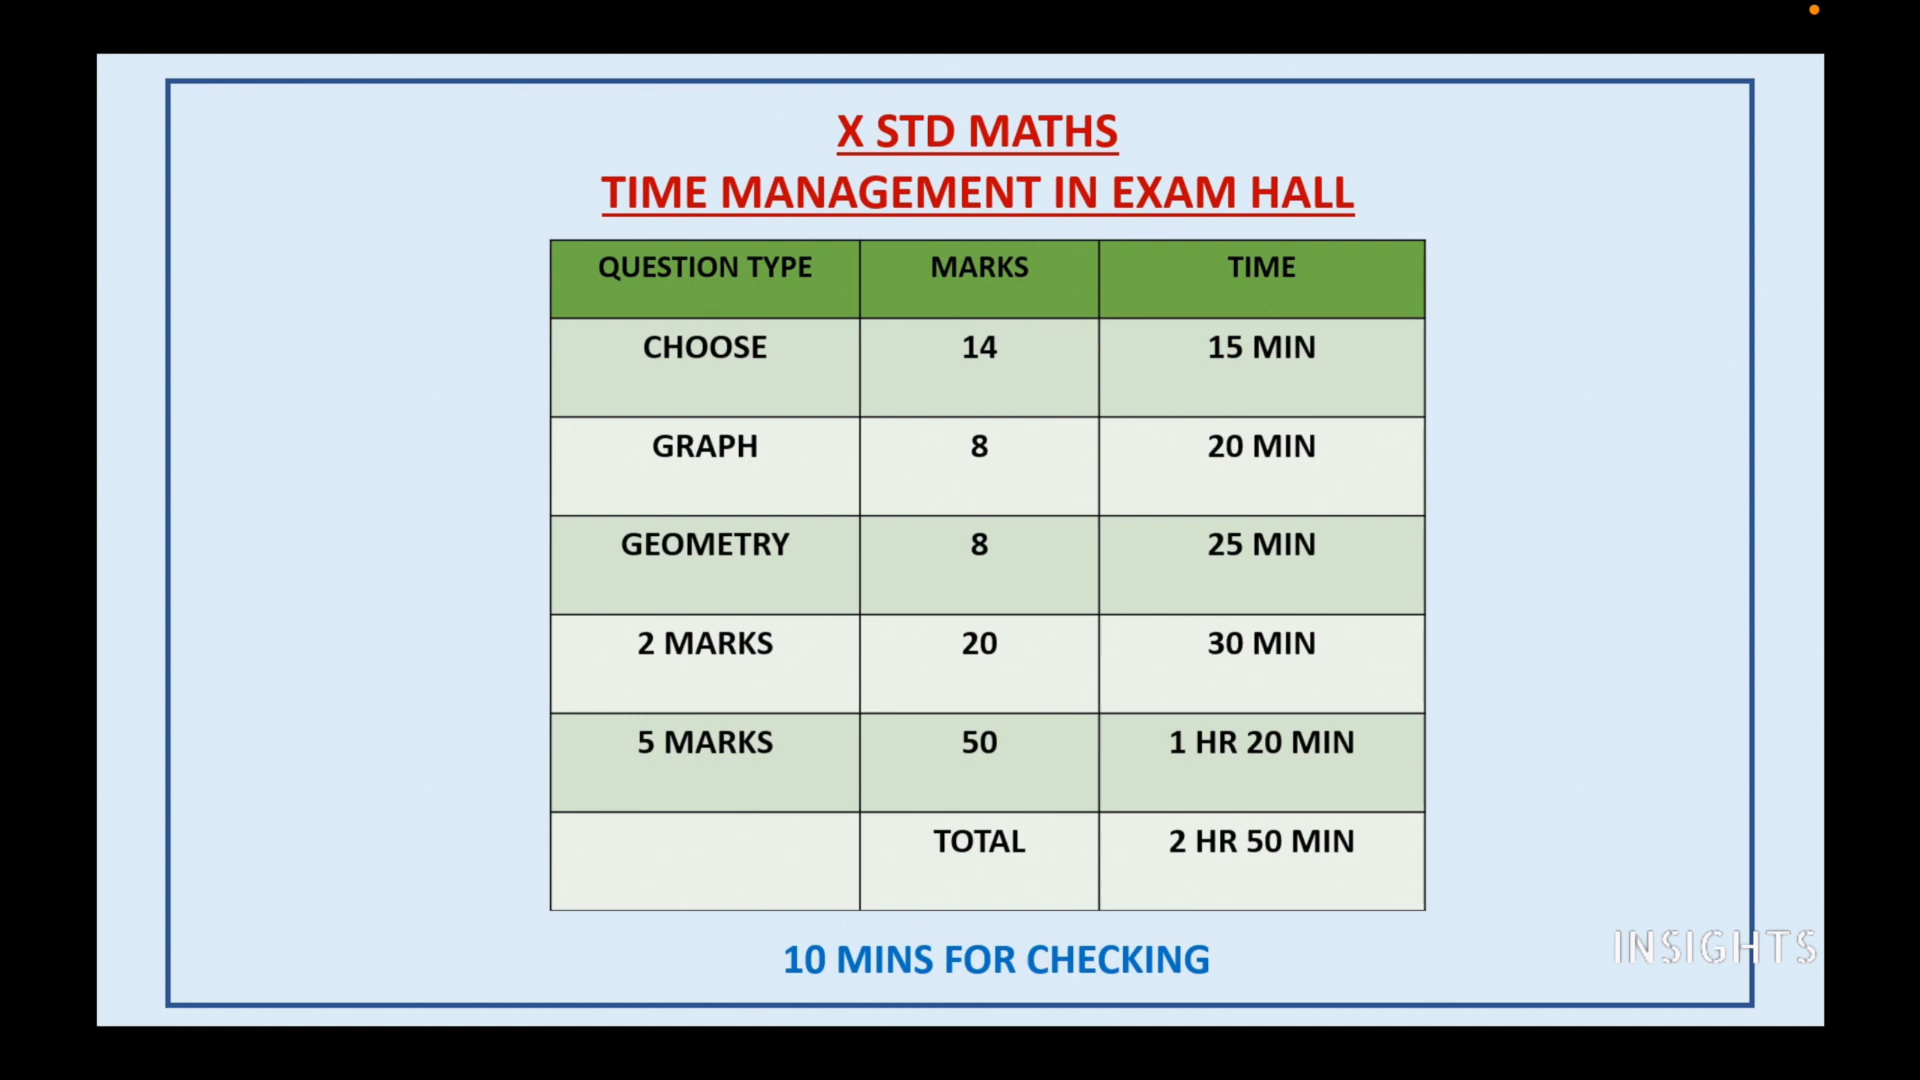 X STD MATHS
TIME MANAGEMENT IN EXAM HALL
QUESTION TYPE MARKS TIME
CHOOSE 14 15 MIN
GRAPH 8 20 MIN
GEOMETRY 8 25 MIN
2 MARKS 20 30 MIN
5 MARKS 50 1 HR 20 MIN
TOTAL 2 HR 50 MIN
INSIGHTS
10 MINS FOR CHECKING